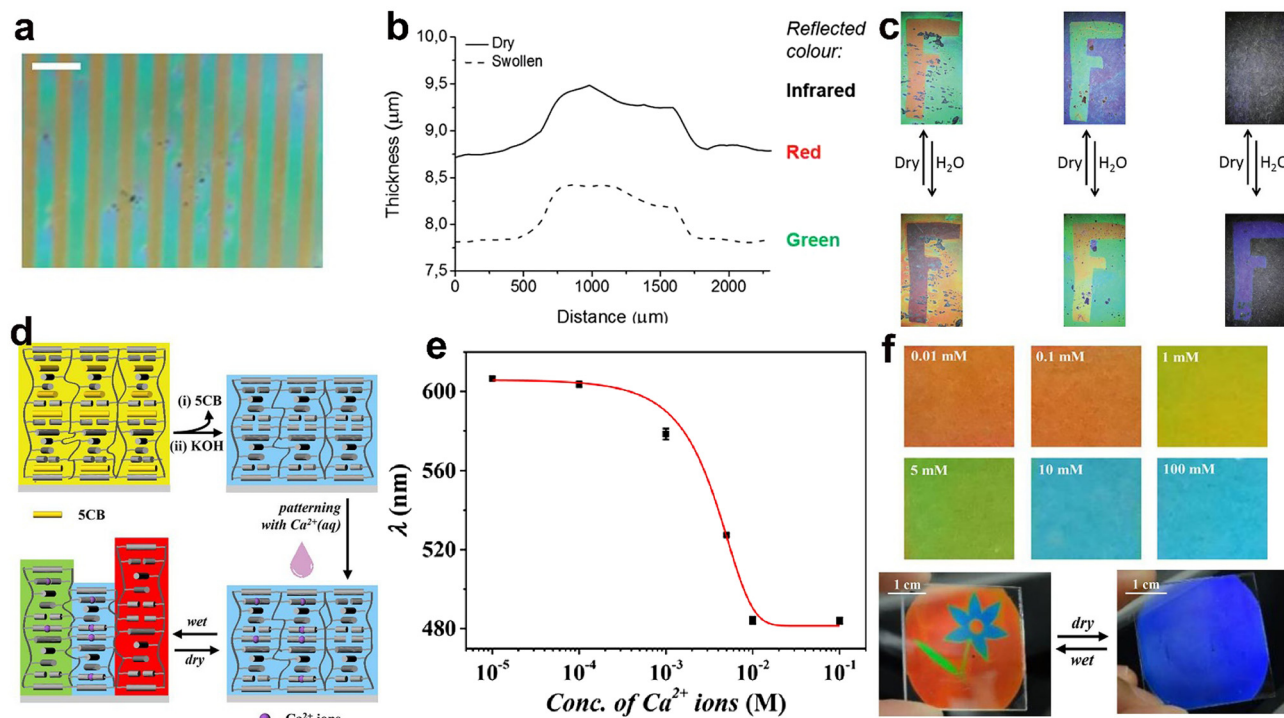 a
b
10,0
9,5
9,0
8,5
8,0
7,5
Thickness (μm)
Dry
Swollen
0
500
1000
1500
2000
Distance (μm)
Reflected
colour:
Infrared
Red
Green
c
Dry
H₂O
Dry
H₂O
Dry
H₂O
d
(i) 5CB
(ii) KOH
5CB
patterning
with Ca²⁺(aq)
wet
dry
Ca²⁺ ions
e
600
560
520
480
λ (nm)
10⁻⁵
10⁻⁴
10⁻³
10⁻²
10⁻¹
Conc. of Ca²⁺ ions (M)
f
0.01 mM
0.1 mM
1 mM
5 mM
10 mM
100 mM
1 cm
dry
wet
1 cm